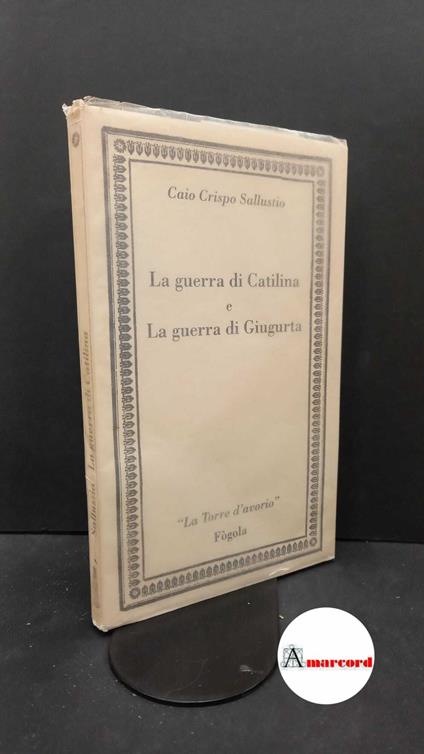 Caio Crispo Sallustio
La guerra di Catilina
e
La guerra di Giugurta
"La Torre d'avorio"
Fògola
Sallustio La guerra di Catilina
Amarcord